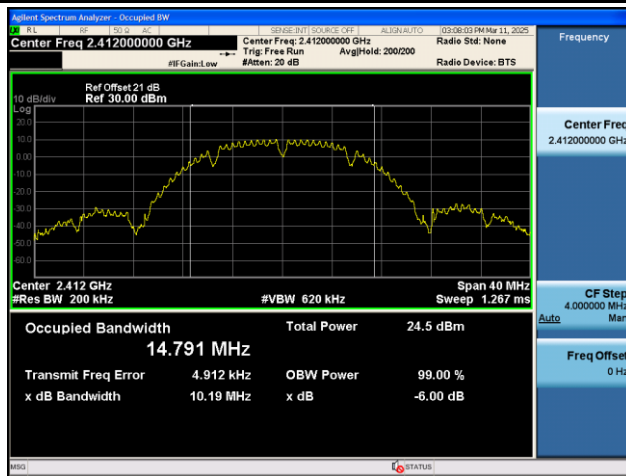 Agilent Spectrum Analyzer - Occupied BW
RL RF 50 Ω AC SENSE:INT SOURCE OFF ALIGN AUTO 03:08:03 PM Mar 11, 2025
Center Freq 2.412000000 GHz
Center Freq: 2.412000000 GHz
Radio Std: None
Trig: Free Run Avg|Hold: 200/200
#IFGain:Low #Atten: 20 dB Radio Device: BTS
Ref Offset 21 dB
10 dB/div Ref 30.00 dBm
Log
20.0
10.0
0.00
-10.0
-20.0
-30.0
-40.0
-50.0
-60.0
Center 2.412 GHz Span 40 MHz
#Res BW 200 kHz #VBW 620 kHz Sweep 1.267 ms
Occupied Bandwidth Total Power 24.5 dBm
14.791 MHz
Transmit Freq Error 4.912 kHz OBW Power 99.00 %
x dB Bandwidth 10.19 MHz x dB -6.00 dB
MSG STATUS
Frequency
Center Freq
2.412000000 GHz
CF Step
4.000000 MHz
Auto Man
Freq Offset
0 Hz